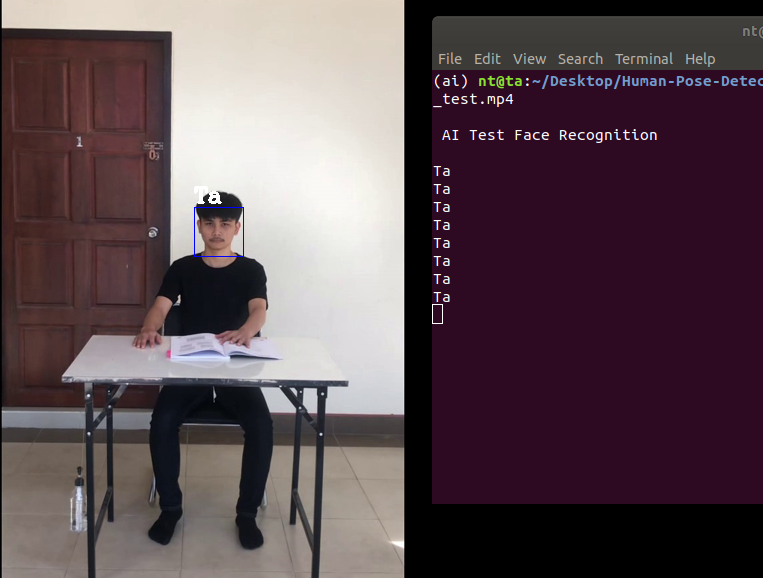 1
Ta
nt@
File Edit View Search Terminal Help
(ai) nt@ta:~/Desktop/Human-Pose-Detec
_test.mp4
AI Test Face Recognition
Ta
Ta
Ta
Ta
Ta
Ta
Ta
Ta